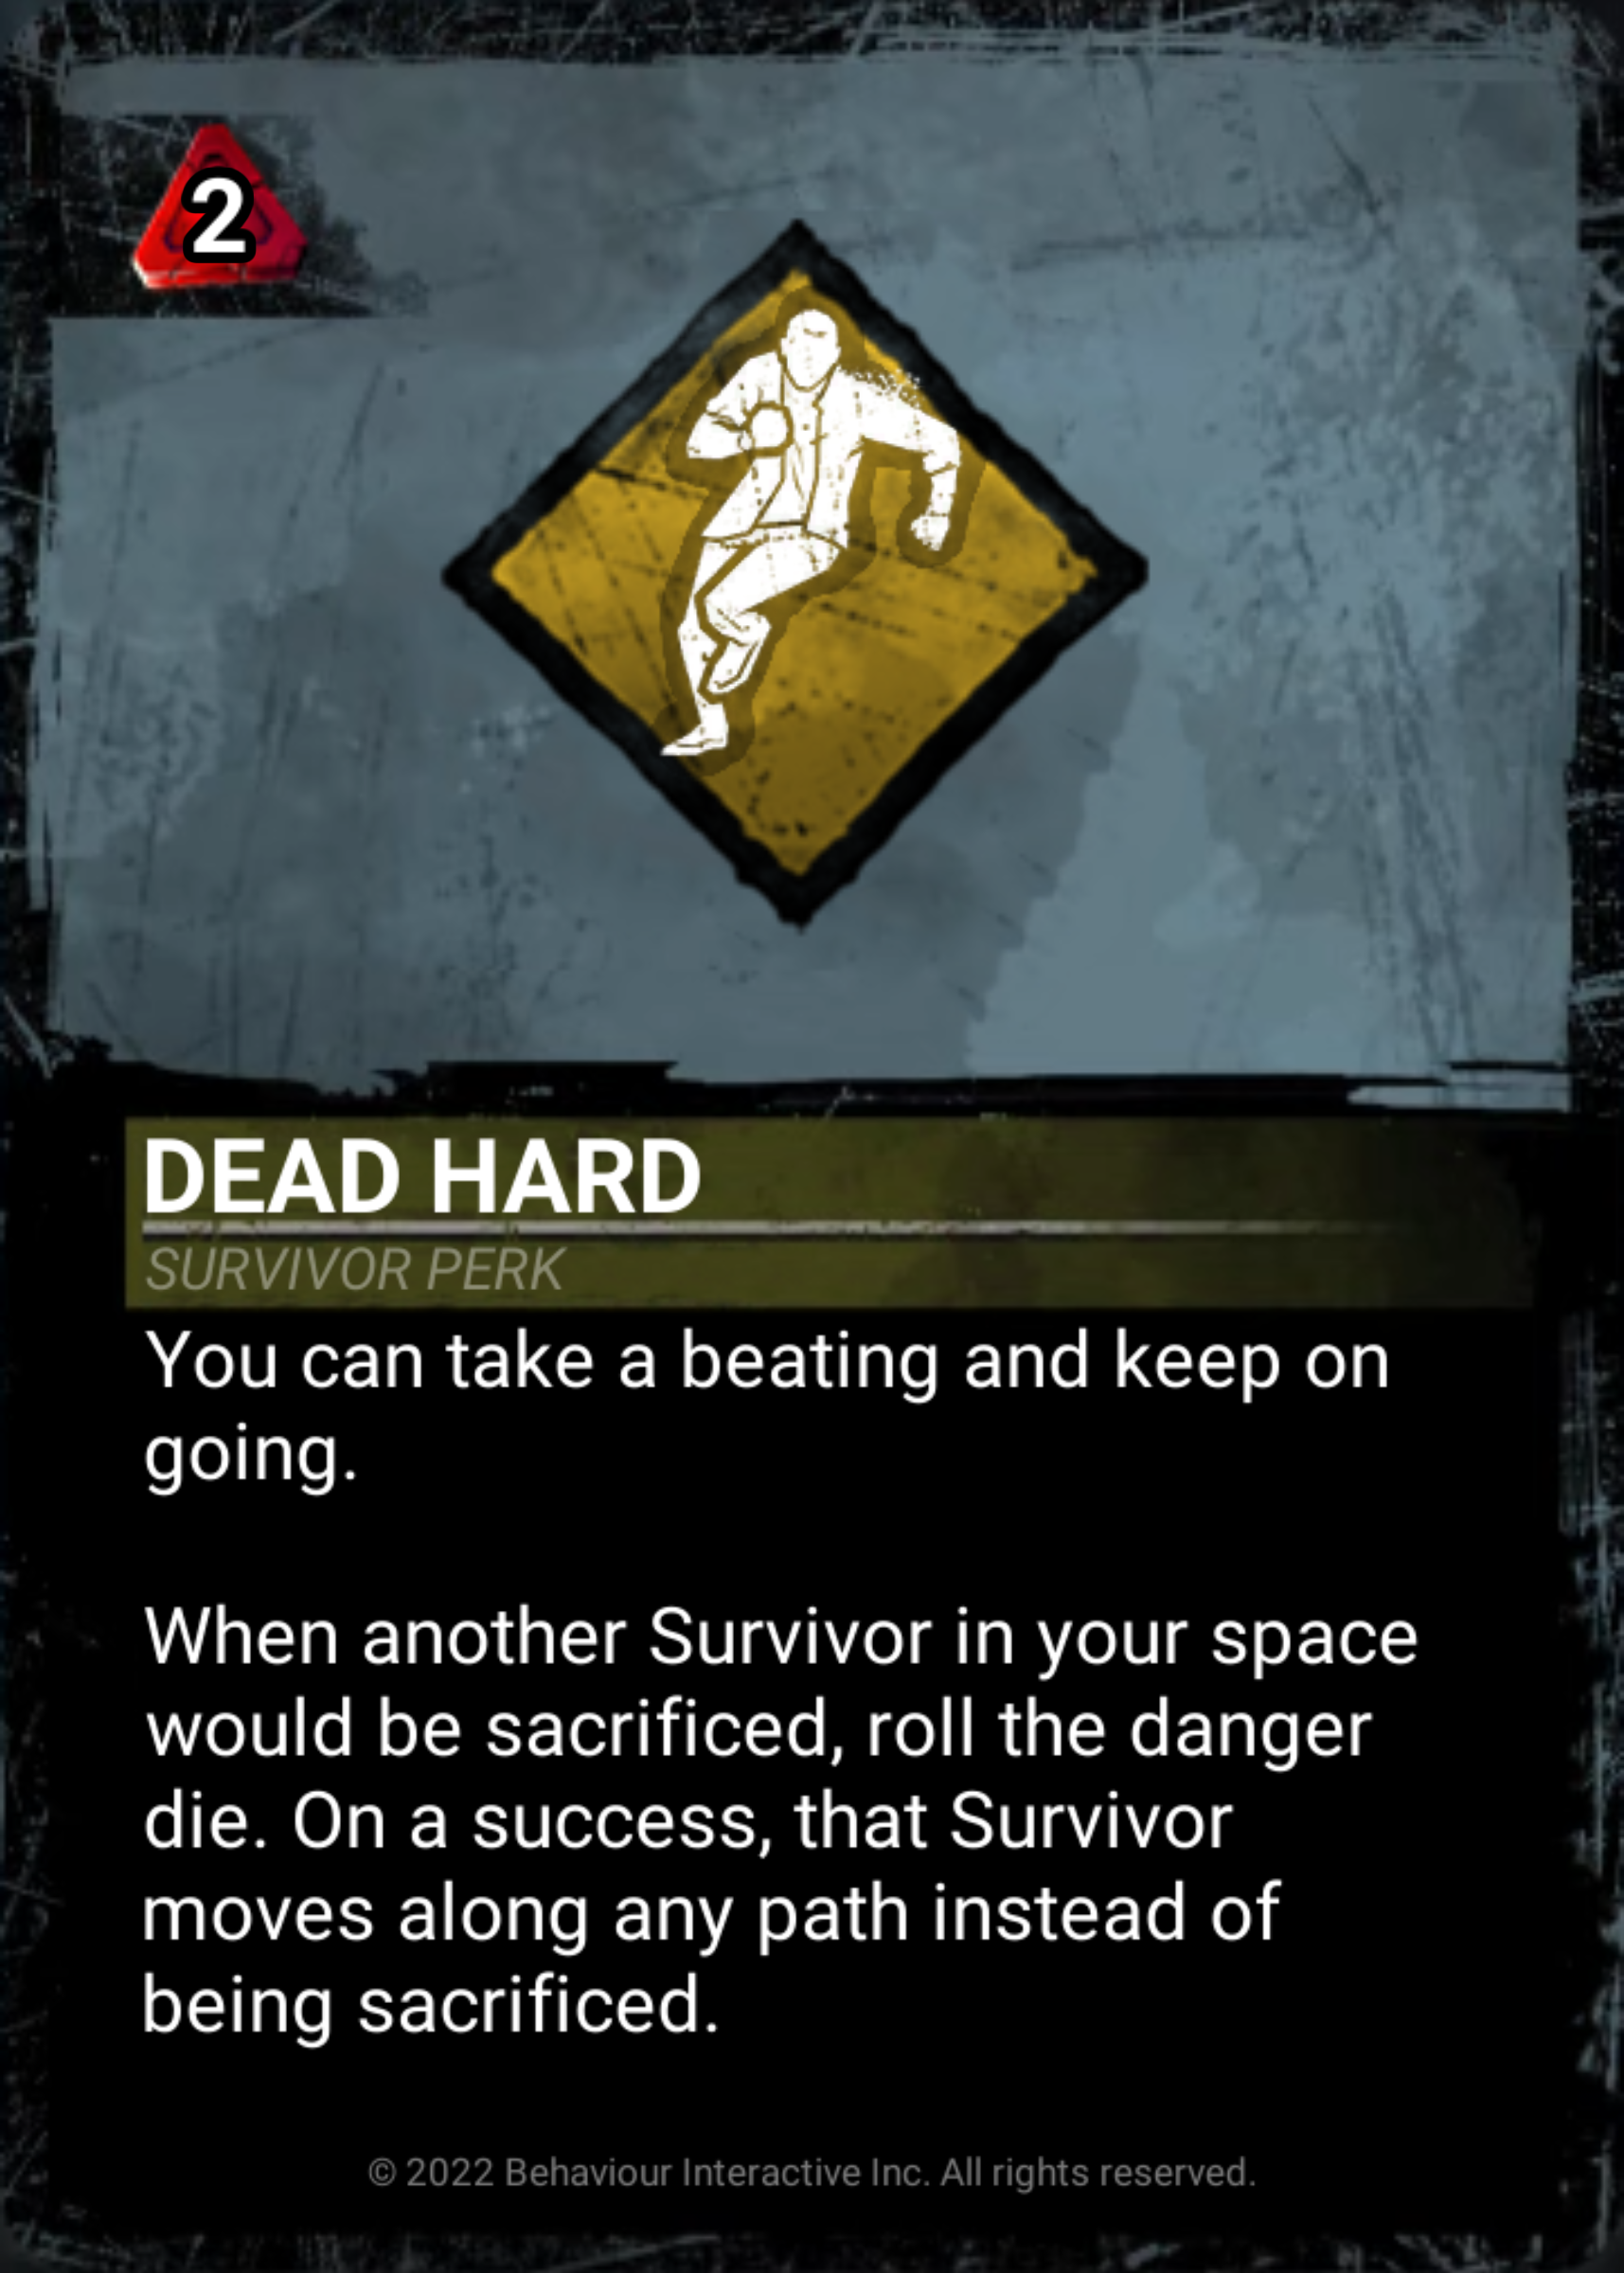 2
DEAD HARD
SURVIVOR PERK
You can take a beating and keep on
going.
When another Survivor in your space
would be sacrificed, roll the danger
die. On a success, that Survivor
moves along any path instead of
being sacrificed.
© 2022 Behaviour Interactive Inc. All rights reserved.